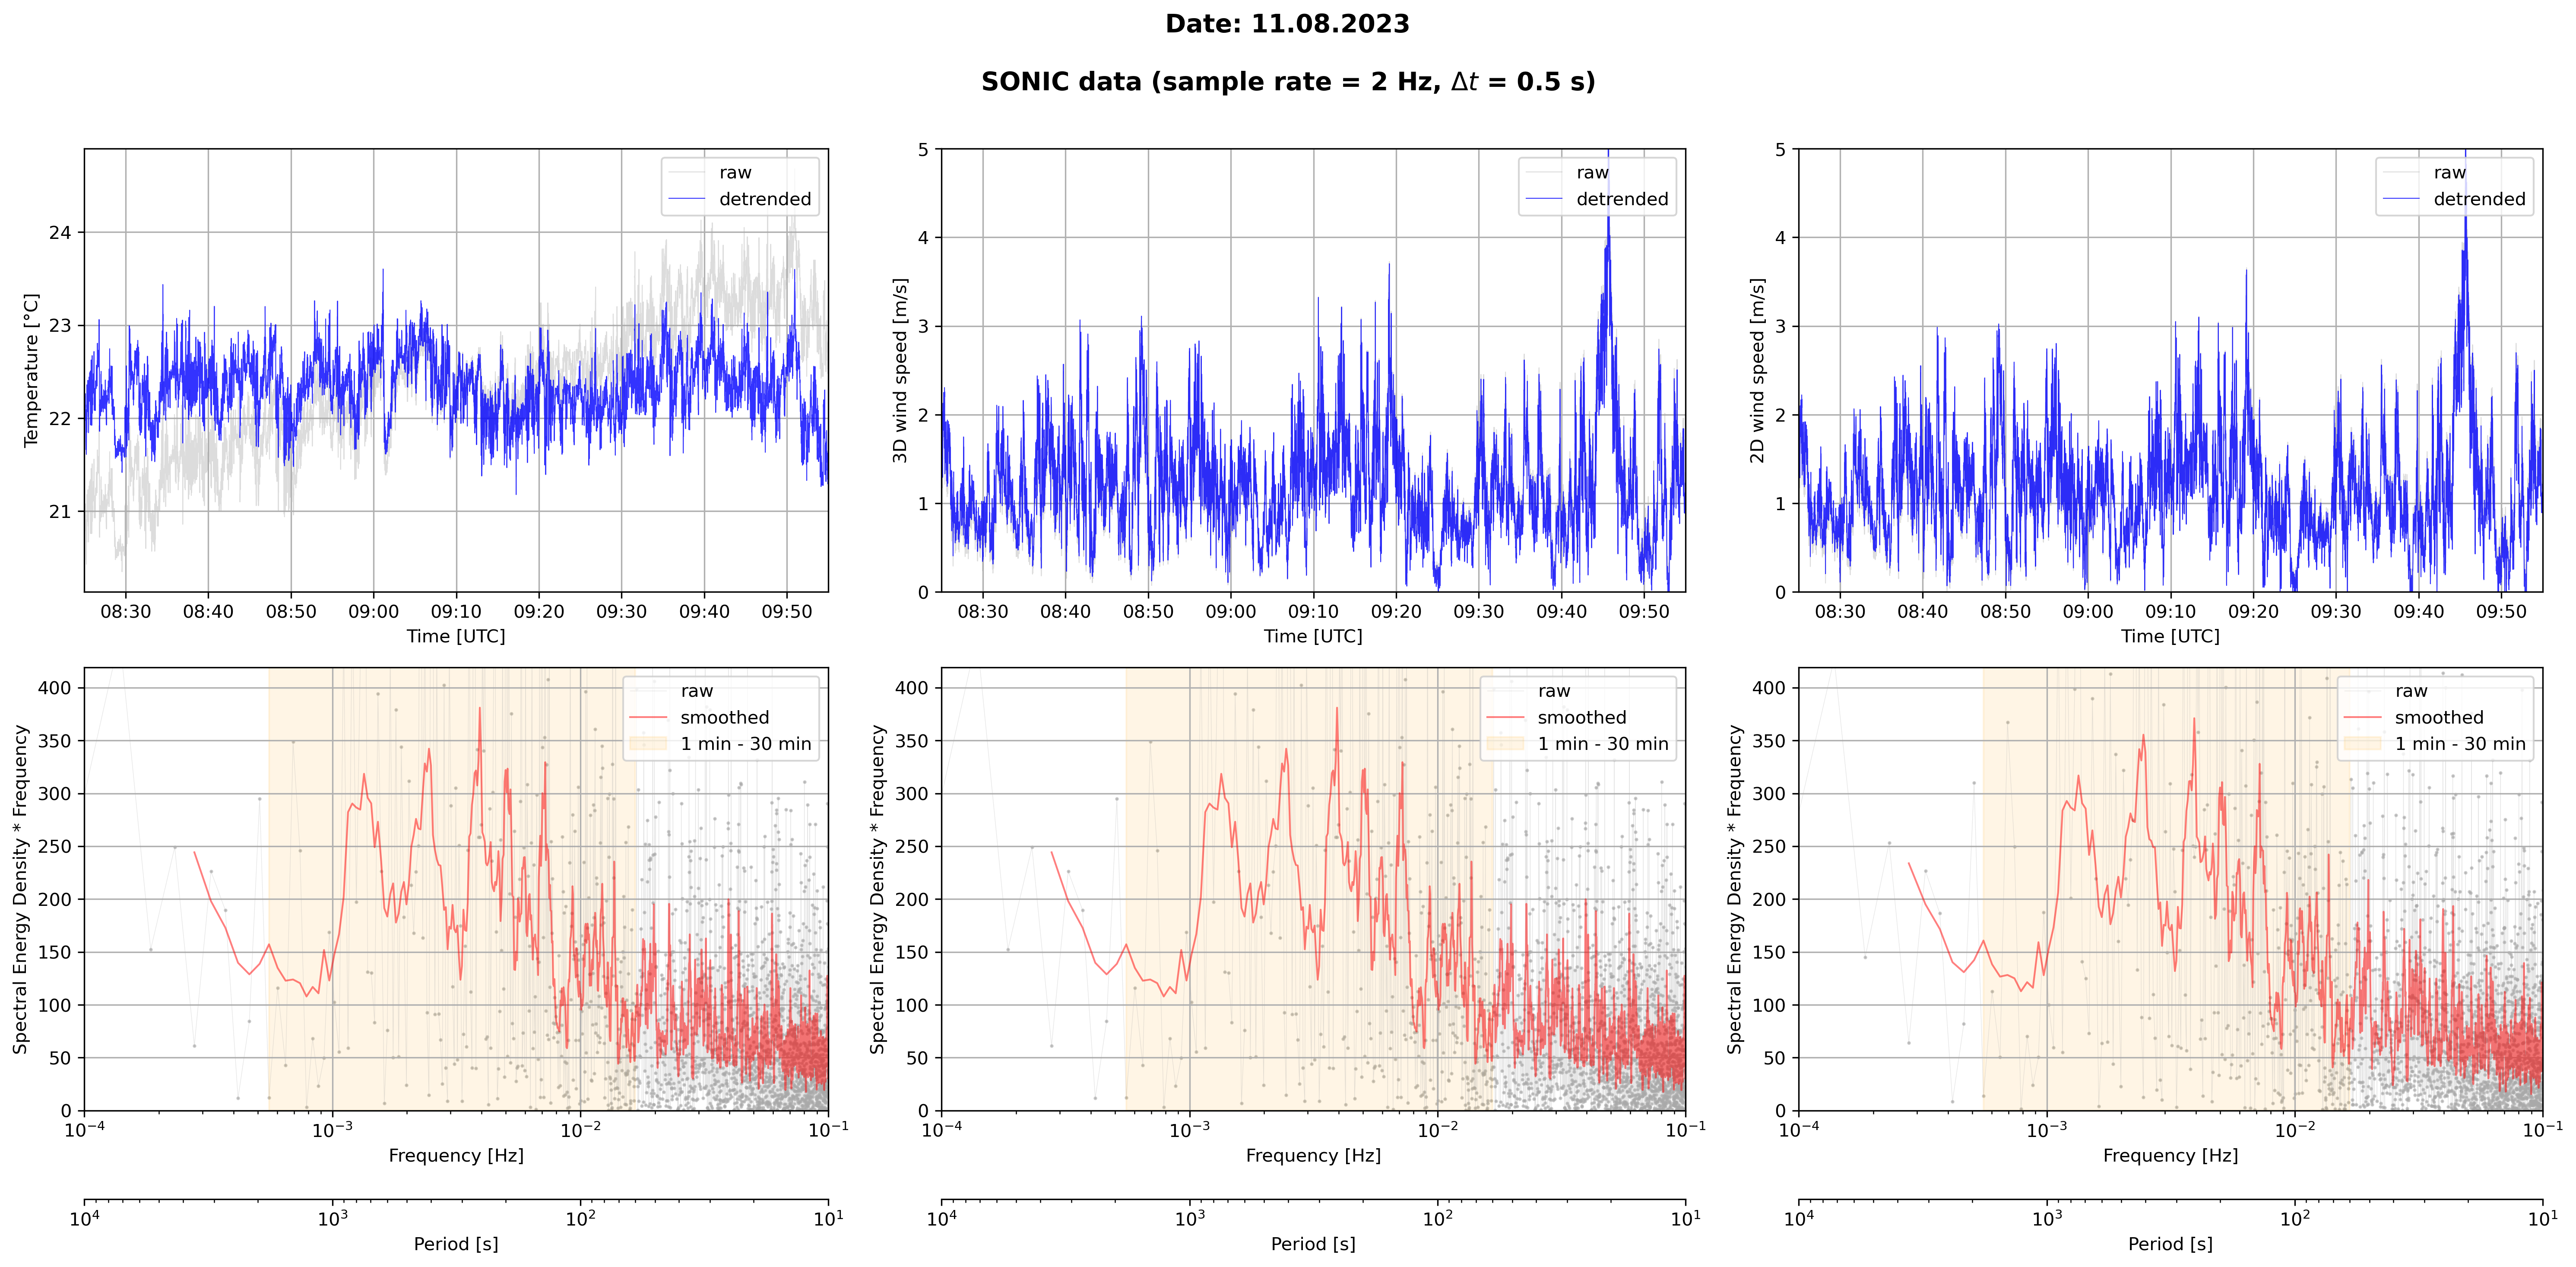 Date: 11.08.2023
SONIC data (sample rate = 2 Hz, Δt = 0.5 s)
Temperature [°C]
24
23
22
21
raw
detrended
08:30 08:40 08:50 09:00 09:10 09:20 09:30 09:40 09:50
Time [UTC]
3D wind speed [m/s]
5
4
3
2
1
0
raw
detrended
08:30 08:40 08:50 09:00 09:10 09:20 09:30 09:40 09:50
Time [UTC]
2D wind speed [m/s]
5
4
3
2
1
0
raw
detrended
08:30 08:40 08:50 09:00 09:10 09:20 09:30 09:40 09:50
Time [UTC]
Spectral Energy Density * Frequency
400
350
300
250
200
150
100
50
0
raw
smoothed
1 min - 30 min
10⁻⁴ 10⁻³ 10⁻² 10⁻¹
Frequency [Hz]
10⁴ 10³ 10² 10¹
Period [s]
Spectral Energy Density * Frequency
400
350
300
250
200
150
100
50
0
raw
smoothed
1 min - 30 min
10⁻⁴ 10⁻³ 10⁻² 10⁻¹
Frequency [Hz]
10⁴ 10³ 10² 10¹
Period [s]
Spectral Energy Density * Frequency
400
350
300
250
200
150
100
50
0
raw
smoothed
1 min - 30 min
10⁻⁴ 10⁻³ 10⁻² 10⁻¹
Frequency [Hz]
10⁴ 10³ 10² 10¹
Period [s]